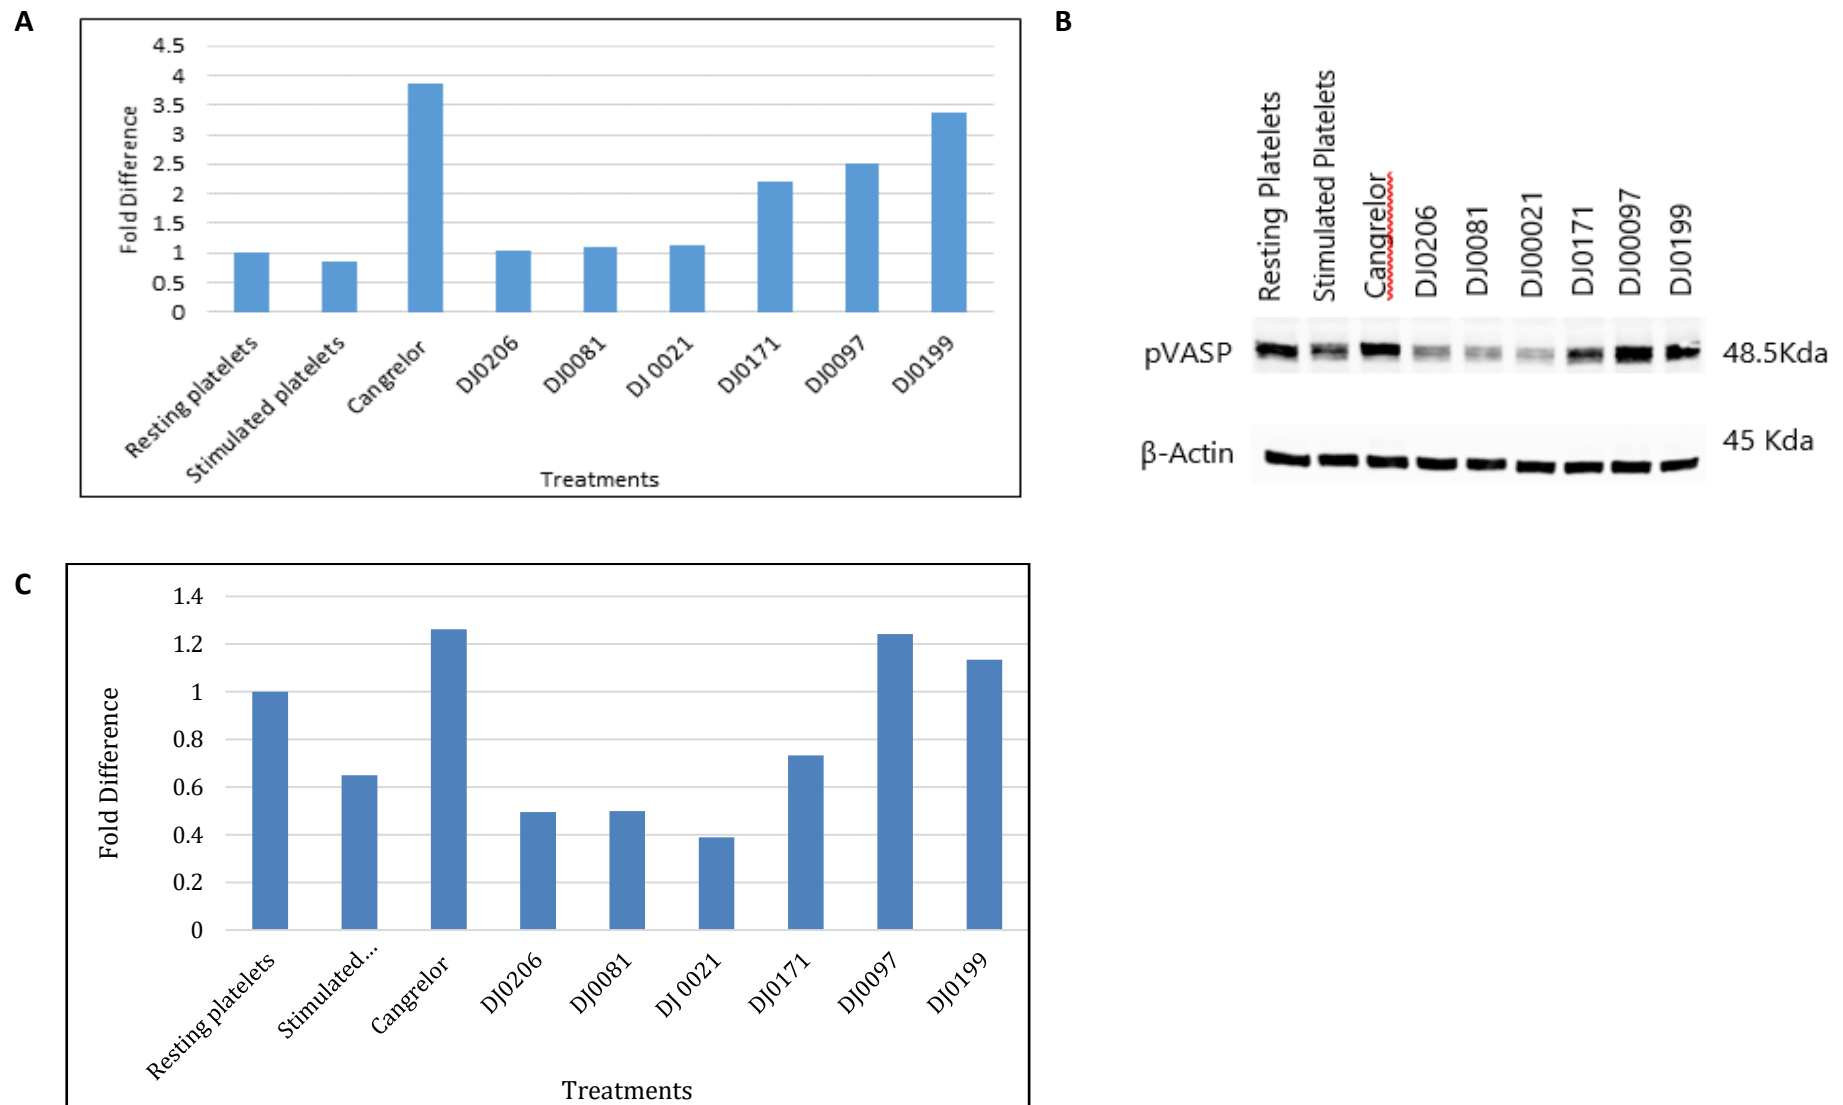 A
4.5
4
3.5
3
2.5
2
1.5
1
0.5
0
Fold Difference
Resting platelets
Stimulated platelets
Cangrelor
DJ0206
DJ0081
DJ 0021
DJ0171
DJ0097
DJ0199
Treatments
B
Resting Platelets
Stimulated Platelets
Cangrelor
DJ0206
DJ0081
DJ00021
DJ0171
DJ00097
DJ0199
pVASP
48.5Kda
β-Actin
45 Kda
C
1.4
1.2
1
0.8
0.6
0.4
0.2
0
Fold Difference
Resting platelets
Stimulated...
Cangrelor
DJ0206
DJ0081
DJ 0021
DJ0171
DJ0097
DJ0199
Treatments